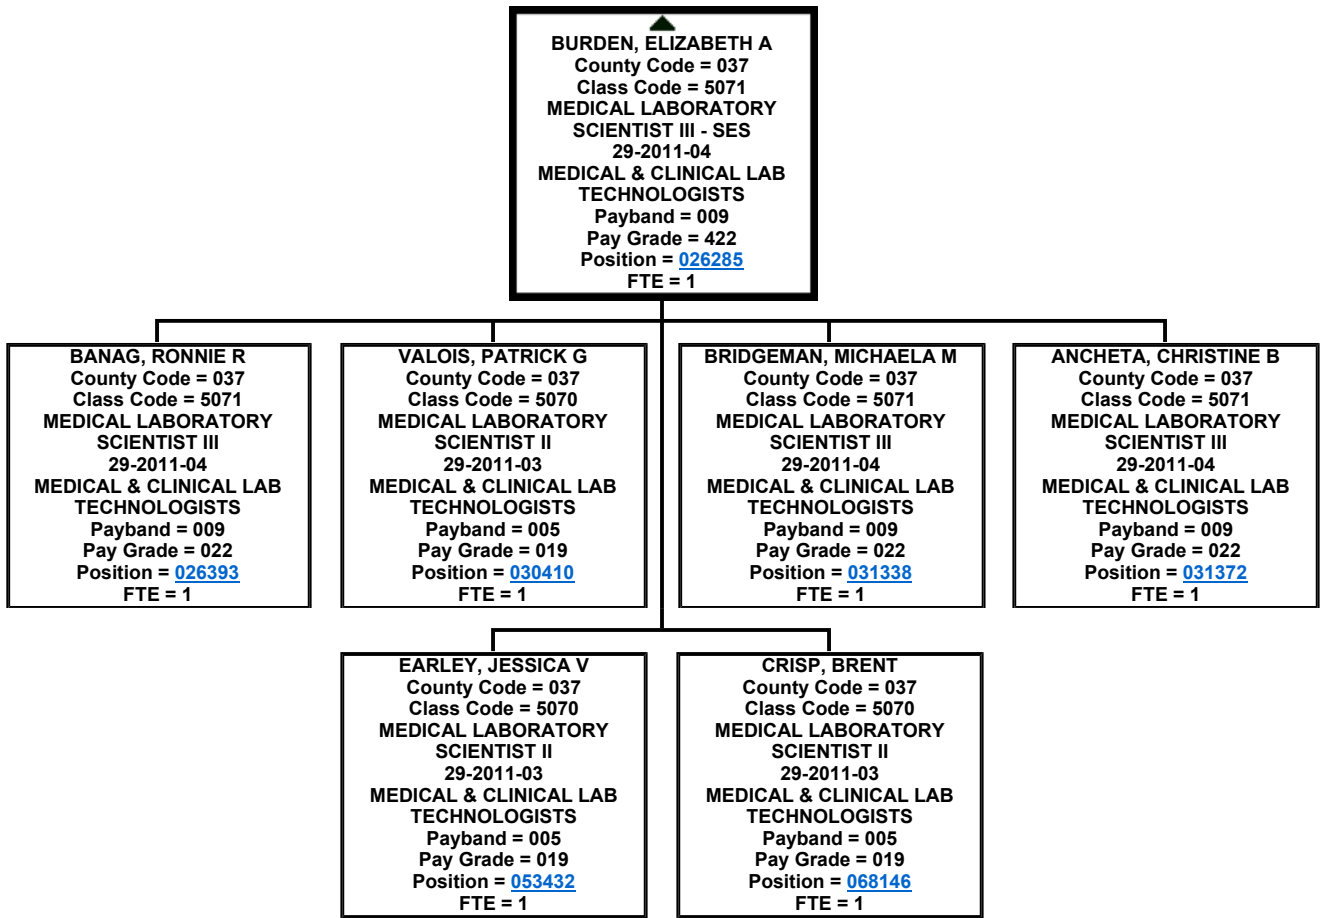 BURDEN, ELIZABETH A
County Code = 037
Class Code = 5071
MEDICAL LABORATORY
SCIENTIST III - SES
29-2011-04
MEDICAL & CLINICAL LAB
TECHNOLOGISTS
Payband = 009
Pay Grade = 422
Position = 026285
FTE = 1
BANAG, RONNIE R
County Code = 037
Class Code = 5071
MEDICAL LABORATORY
SCIENTIST III
29-2011-04
MEDICAL & CLINICAL LAB
TECHNOLOGISTS
Payband = 009
Pay Grade = 022
Position = 026393
FTE = 1
VALOIS, PATRICK G
County Code = 037
Class Code = 5070
MEDICAL LABORATORY
SCIENTIST II
29-2011-03
MEDICAL & CLINICAL LAB
TECHNOLOGISTS
Payband = 005
Pay Grade = 019
Position = 030410
FTE = 1
BRIDGEMAN, MICHAELA M
County Code = 037
Class Code = 5071
MEDICAL LABORATORY
SCIENTIST III
29-2011-04
MEDICAL & CLINICAL LAB
TECHNOLOGISTS
Payband = 009
Pay Grade = 022
Position = 031338
FTE = 1
ANCHETA, CHRISTINE B
County Code = 037
Class Code = 5071
MEDICAL LABORATORY
SCIENTIST III
29-2011-04
MEDICAL & CLINICAL LAB
TECHNOLOGISTS
Payband = 009
Pay Grade = 022
Position = 031372
FTE = 1
EARLEY, JESSICA V
County Code = 037
Class Code = 5070
MEDICAL LABORATORY
SCIENTIST II
29-2011-03
MEDICAL & CLINICAL LAB
TECHNOLOGISTS
Payband = 005
Pay Grade = 019
Position = 053432
FTE = 1
CRISP, BRENT
County Code = 037
Class Code = 5070
MEDICAL LABORATORY
SCIENTIST II
29-2011-03
MEDICAL & CLINICAL LAB
TECHNOLOGISTS
Payband = 005
Pay Grade = 019
Position = 068146
FTE = 1